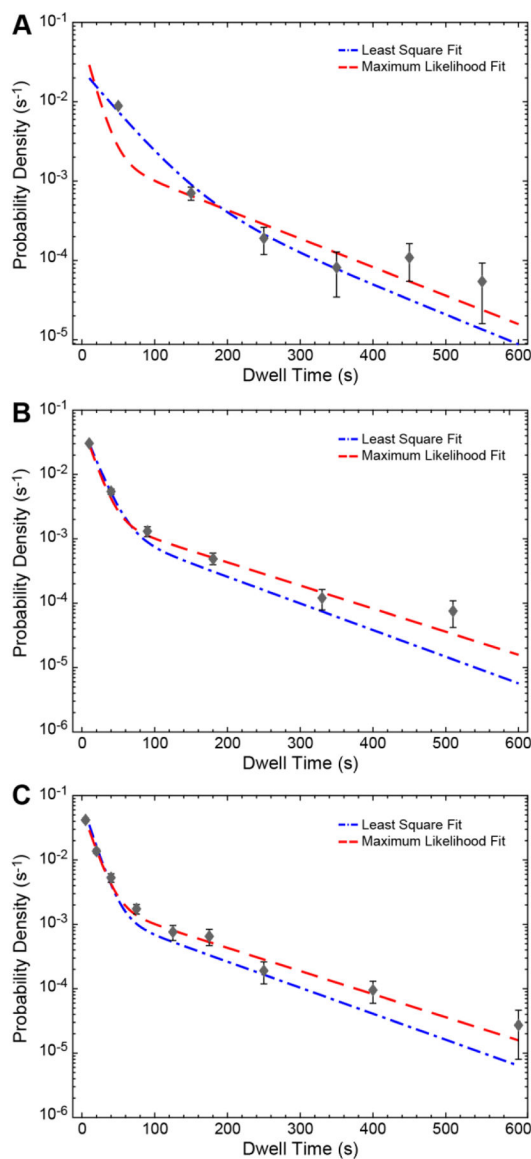 A
10-1
Least Square Fit
Maximum Likelihood Fit
10-2
10-3
10-4
10-5
Probability Density (s-1)
0 100 200 300 400 500 600
Dwell Time (s)
B
10-1
Least Square Fit
Maximum Likelihood Fit
10-2
10-3
10-4
10-5
10-6
Probability Density (s-1)
0 100 200 300 400 500 600
Dwell Time (s)
C
10-1
Least Square Fit
Maximum Likelihood Fit
10-2
10-3
10-4
10-5
10-6
Probability Density (s-1)
0 100 200 300 400 500 600
Dwell Time (s)